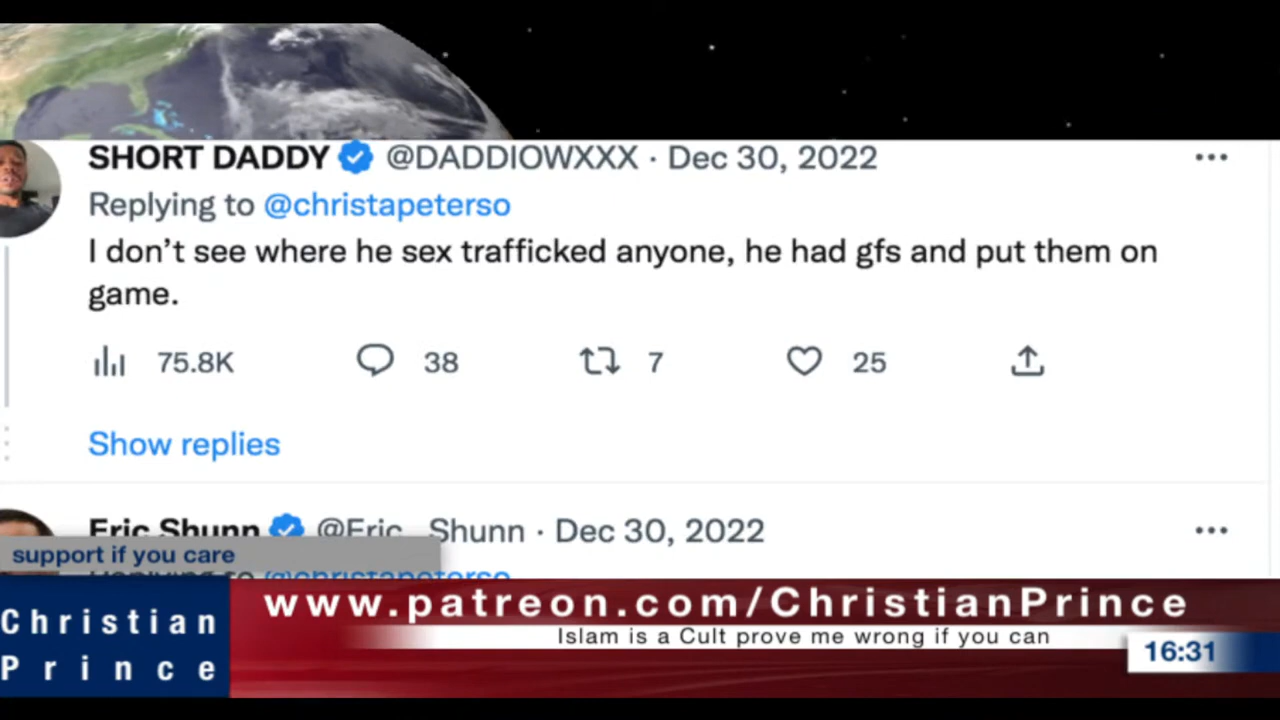 SHORT DADDY @DADDIOWXXX · Dec 30, 2022
Replying to @christapeterso
I don’t see where he sex trafficked anyone, he had gfs and put them on
game.
75.8K 38 7 25
Show replies
Eric Shunn @Eric_Shunn · Dec 30, 2022
support if you care
Replying to @christapeterso
Christian
Prince
www.patreon.com/ChristianPrince
Islam is a Cult prove me wrong if you can
16:31